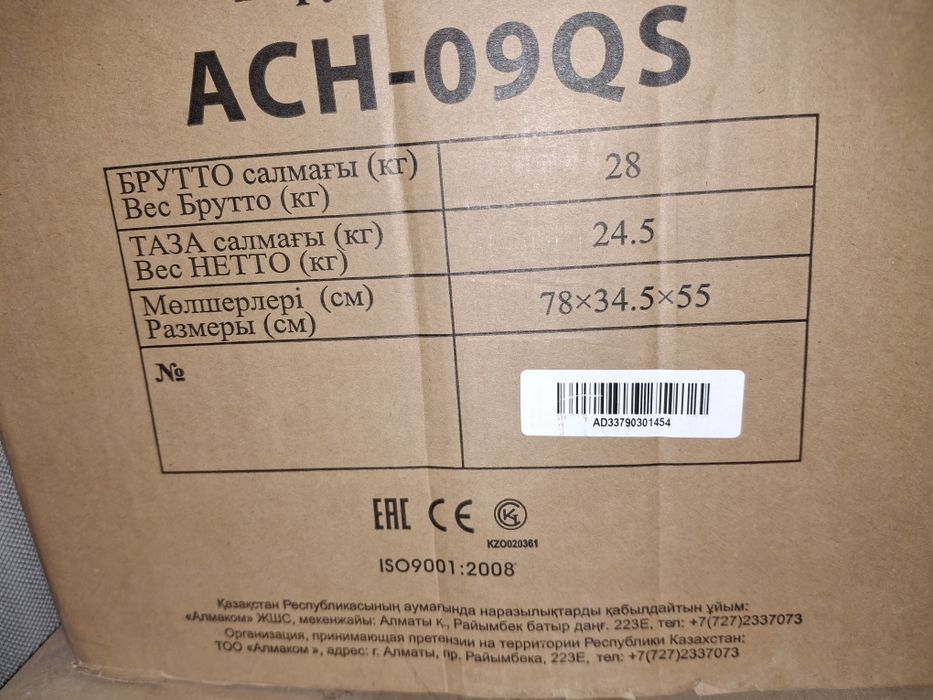 ACH-09QS
БРУТТО салмағы (кг)
Вес Брутто (кг)
28
ТАЗА салмағы (кг)
Вес НЕТТО (кг)
24.5
Мөлшерлері (см)
Размеры (см)
78×34.5×55
№
AD33790301454
EAC CE
KZO020361
ISO9001:2008
Қазақстан Республикасының аумағында наразылықтарды қабылдайтын ұйым:
«Алмаком» ЖШС, мекенжайы: Алматы қ., Райымбек батыр даңғ. 223Е, тел: +7(727)2337073
Организация, принимающая претензии на территории Республики Казахстан:
ТОО «Алмаком », адрес: г. Алматы, пр. Райымбека, 223Е, тел: +7(727)2337073